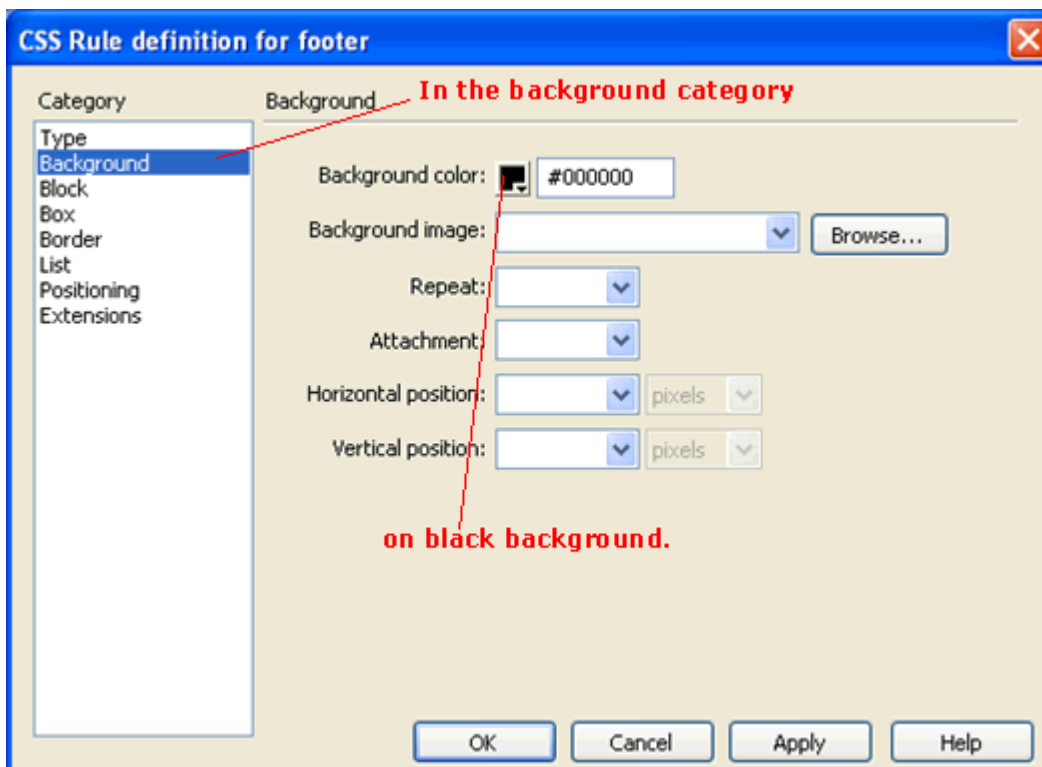 CSS Rule definition for footer
Category
Background
In the background category
Type
Background
Block
Box
Border
List
Positioning
Extensions
Background color:
#000000
Background image:
Browse...
Repeat:
Attachment:
Horizontal position:
pixels
Vertical position:
pixels
on black background.
OK
Cancel
Apply
Help